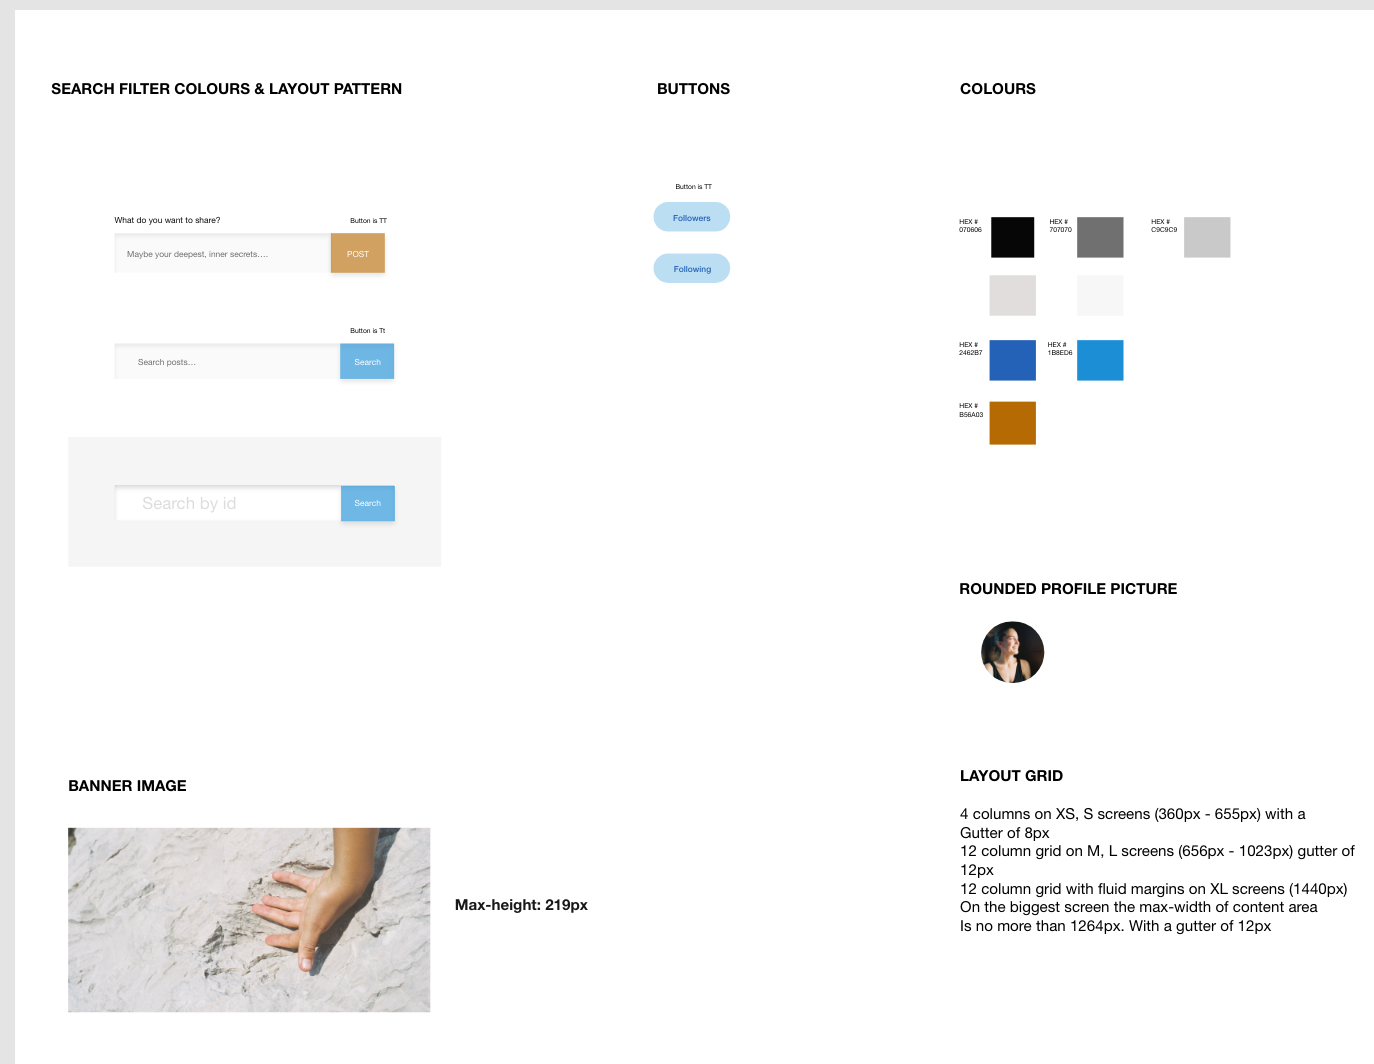 SEARCH FILTER COLOURS & LAYOUT PATTERN
What do you want to share?
Button is TT
Maybe your deepest, inner secrets....
POST
Button is Tt
Search posts...
Search
Search by id
Search
BUTTONS
Button is TT
Followers
Following
COLOURS
HEX #
070606
HEX #
707070
HEX #
C9C9C9
HEX #
2462B7
HEX #
1B8ED6
HEX #
B56A03
ROUNDED PROFILE PICTURE
BANNER IMAGE
Max-height: 219px
LAYOUT GRID
4 columns on XS, S screens (360px - 655px) with a
Gutter of 8px
12 column grid on M, L screens (656px - 1023px) gutter of
12px
12 column grid with fluid margins on XL screens (1440px)
On the biggest screen the max-width of content area
Is no more than 1264px. With a gutter of 12px